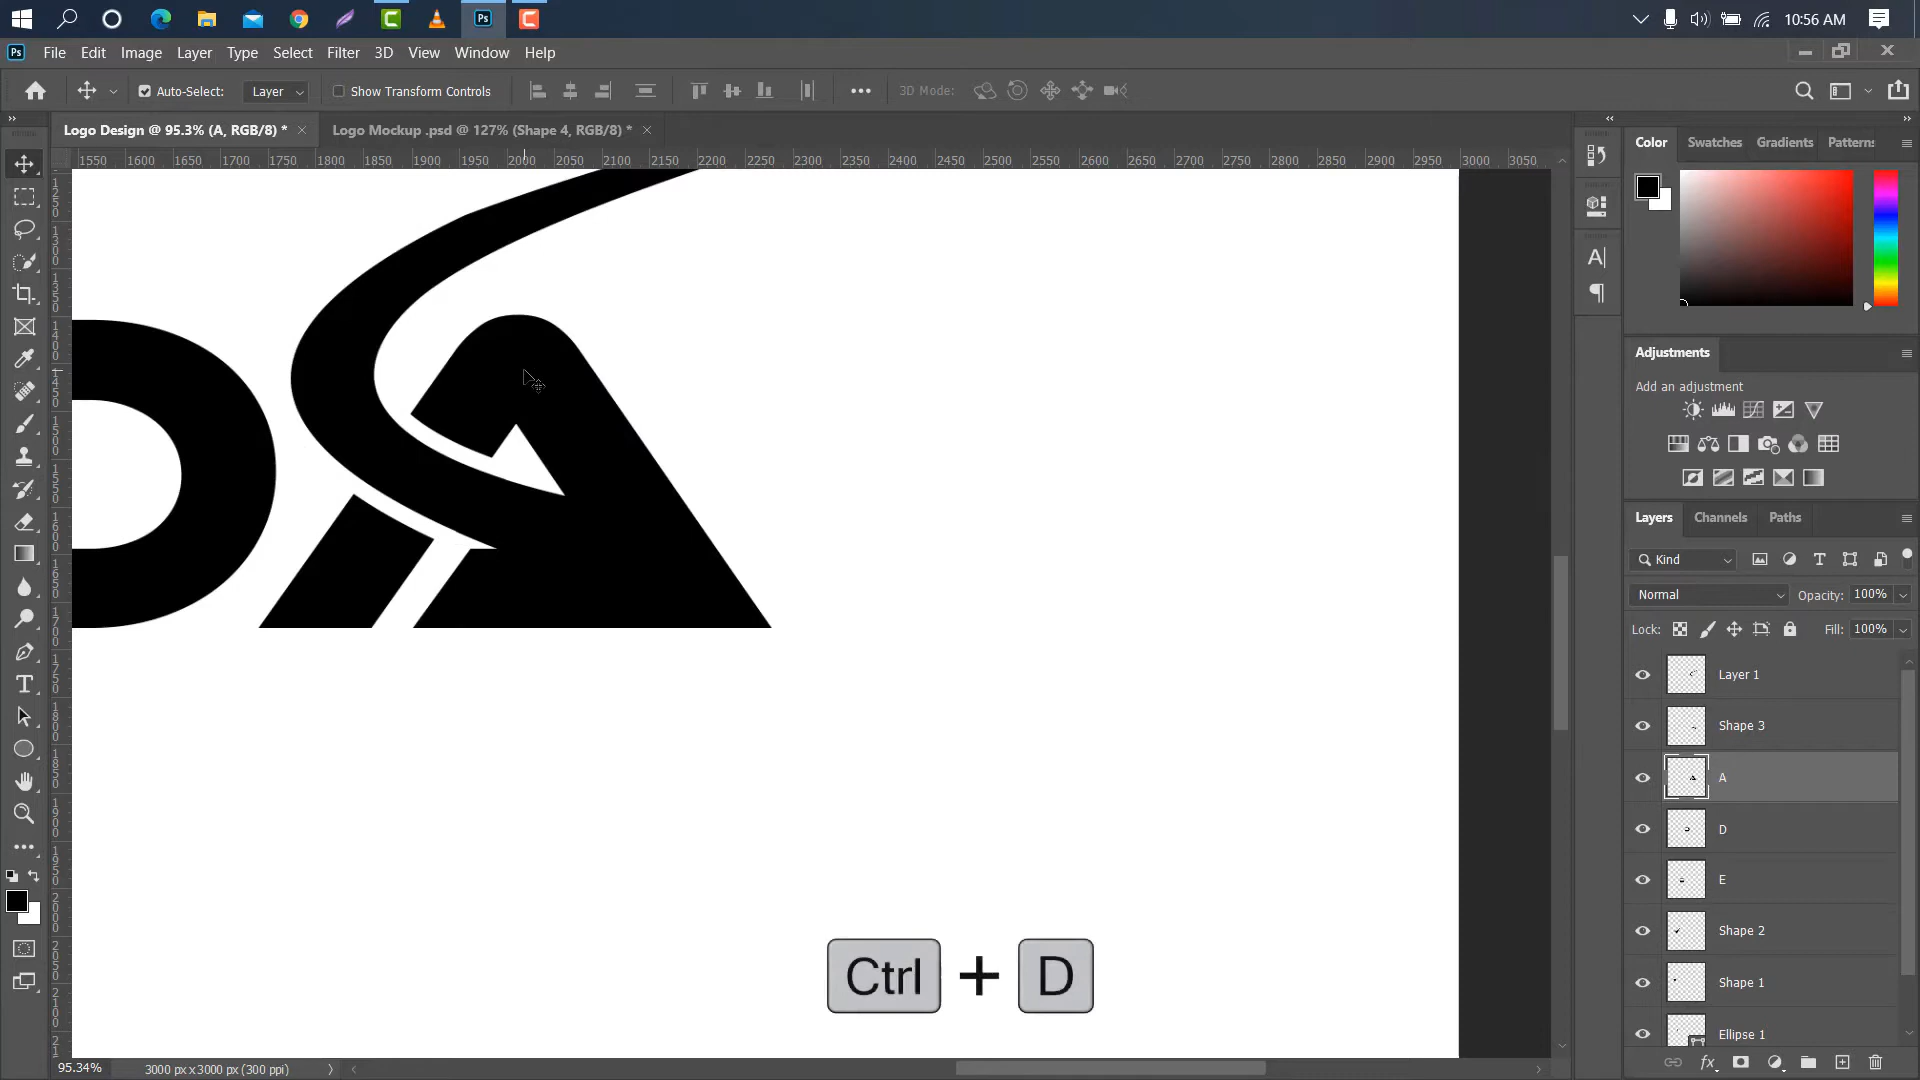 Ps
10:56 AM
Ps File Edit Image Layer Type Select Filter 3D View Window Help
Auto-Select: Layer Show Transform Controls 3D Mode:
Logo Design @ 95.3% (A, RGB/8) * × Logo Mockup .psd @ 127% (Shape 4, RGB/8) * ×
1550 1600 1650 1700 1750 1800 1850 1900 1950 2000 2050 2100 2150 2200 2250 2300 2350 2400 2450 2500 2550 2600 2650 2700 2750 2800 2850 2900 2950 3000 3050
Color Swatches Gradients Patterns
Adjustments
Add an adjustment
Layers Channels Paths
Kind
Normal Opacity: 100%
Lock: Fill: 100%
Layer 1
Shape 3
A
D
E
Shape 2
Shape 1
Ellipse 1
DA
Ctrl + D
95.34% 3000 px x 3000 px (300 ppi)